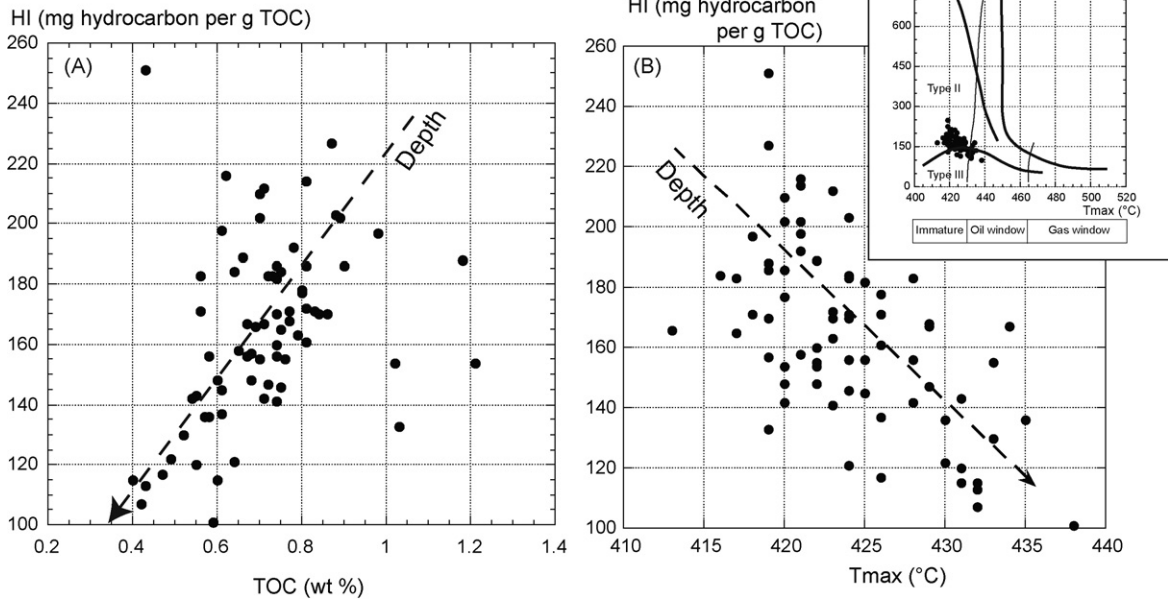 HI (mg hydrocarbon per g TOC)
260
240
220
200
180
160
140
120
100
(A)
Depth
0.2 0.4 0.6 0.8 1 1.2 1.4
TOC (wt %)
HI (mg hydrocarbon
per g TOC)
260
240
220
200
180
160
140
120
100
(B)
Depth
410 415 420 425 430 435 440
Tmax (°C)
600
450
300
150
0
Type II
Type III
400 420 440 460 480 500 520
Tmax (°C)
Immature Oil window Gas window